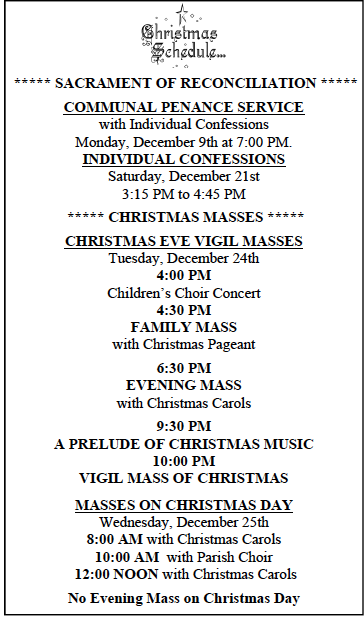 Christmas
Schedule...
***** SACRAMENT OF RECONCILIATION *****
COMMUNAL PENANCE SERVICE
with Individual Confessions
Monday, December 9th at 7:00 PM.
INDIVIDUAL CONFESSIONS
Saturday, December 21st
3:15 PM to 4:45 PM
***** CHRISTMAS MASSES *****
CHRISTMAS EVE VIGIL MASSES
Tuesday, December 24th
4:00 PM
Children's Choir Concert
4:30 PM
FAMILY MASS
with Christmas Pageant
6:30 PM
EVENING MASS
with Christmas Carols
9:30 PM
A PRELUDE OF CHRISTMAS MUSIC
10:00 PM
VIGIL MASS OF CHRISTMAS
MASSES ON CHRISTMAS DAY
Wednesday, December 25th
8:00 AM with Christmas Carols
10:00 AM with Parish Choir
12:00 NOON with Christmas Carols
No Evening Mass on Christmas Day